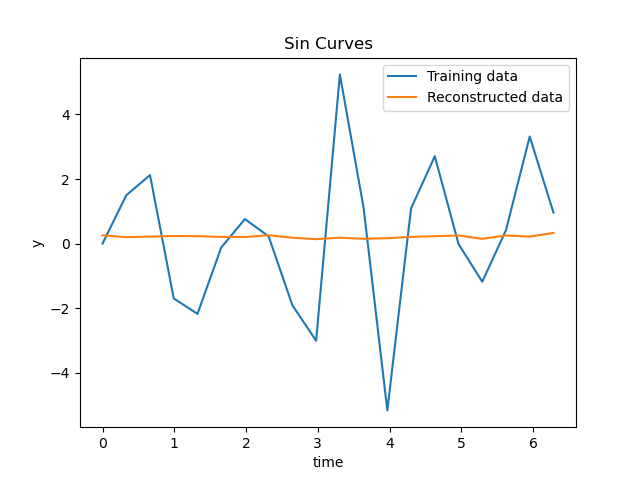 Sin Curves
Training data
Reconstructed data
4
2
0
−2
−4
y
0 1 2 3 4 5 6
time